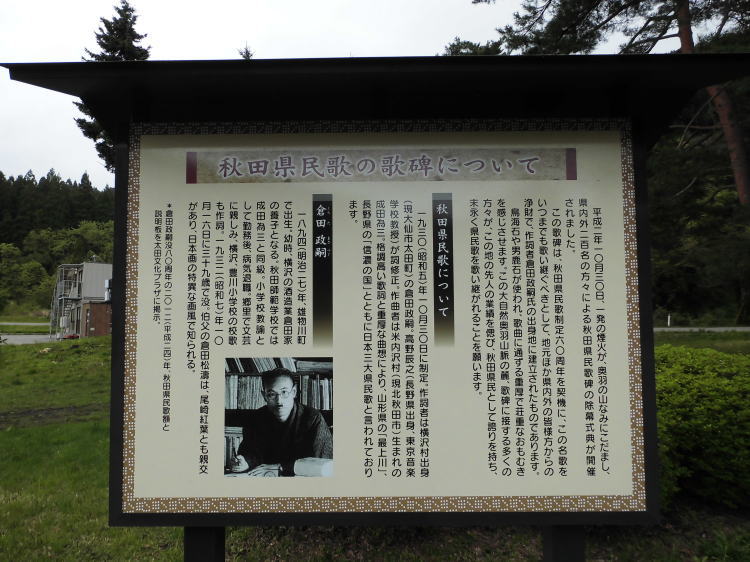 秋田県民歌の歌碑について
平成二年一〇月三〇日、一発の煙火が、奥羽の山なみにこだまし、
県内外二百名の方々による秋田県民歌碑の除幕式典が開催
されました。
この歌碑は、秋田県民歌制定六〇周年を契機に、この名歌を
いつまでも歌い継ぐべきとして、地元ほか県内外の皆様方からの
浄財で、作詞者倉田政嗣氏の出身地に建立されたものであります。
鳥海石や男鹿石が使われ、歌曲に通ずる重厚で荘重なおもむき
を感じさせます。この大自然奥羽山脈の麓、歌碑に接する多くの
方々が、この地の先人の業績を偲び、秋田県民として誇りを持ち、
末永く県民歌を歌い継がれることを願います。
秋田県民歌について
一九三〇(昭和五)年一〇月三〇日に制定。作詞者は横沢村出身
(現大仙市太田町)の倉田政嗣。高野辰之(長野県出身、東京音楽
学校教授)が詞修正。作曲者は米内沢村(現北秋田市)生まれの
成田為三。格調高い歌詞と重厚な曲想により、山形県の「最上川」、
長野県の「信濃の国」とともに日本三大県民歌と言われており
ます。
倉田 政嗣
一八九四(明治二七)年、雄物川町
で出生。幼時、横沢の酒造業倉田家
の養子となる。秋田師範学校では
成田為三と同級。小学校教諭と
して勤務後、病気退職。郷里で文芸
に親しみ、横沢、豊川小学校の校歌
も作詞。一九三二(昭和七)年一〇
月一六日に三十九歳で没。伯父の倉田松濤は、尾崎紅葉とも親交
があり、日本画の特異な画風で知られる。
*倉田政嗣没八〇周年の二〇一二(平成二四)年、秋田県民歌額と
説明板を太田文化プラザに掲示。